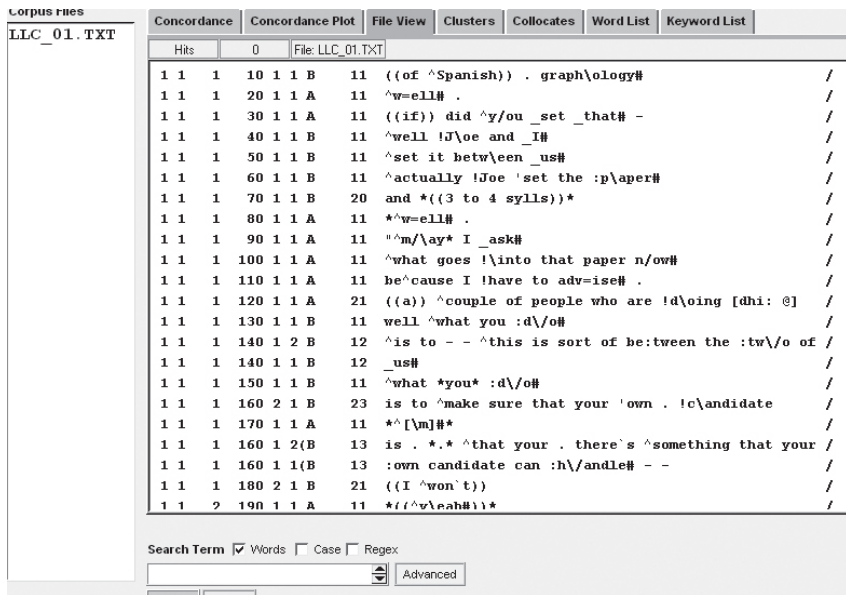 Corpus Files
LLC_01.TXT
Concordance Concordance Plot File View Clusters Collocates Word List Keyword List
Hits 0 File: LLC_01.TXT
1 1 1 10 1 1 B 11 ((of ^Spanish)) . graph\ology# /
1 1 1 20 1 1 A 11 ^w=ell# . /
1 1 1 30 1 1 A 11 ((if)) did ^y/ou _set _that# - /
1 1 1 40 1 1 B 11 ^well !J\oe and _I# /
1 1 1 50 1 1 B 11 ^set it betw\een _us# /
1 1 1 60 1 1 B 11 ^actually !Joe 'set the :p\aper# /
1 1 1 70 1 1 B 20 and *((3 to 4 sylls))* /
1 1 1 80 1 1 A 11 *^w=ell# . /
1 1 1 90 1 1 A 11 "^m/\ay* I _ask# /
1 1 1 100 1 1 A 11 ^what goes !\into that paper n/ow# /
1 1 1 110 1 1 A 11 be^cause I !have to adv=ise# . /
1 1 1 120 1 1 A 21 ((a)) ^couple of people who are !d\oing [dhi: @] /
1 1 1 130 1 1 B 11 well ^what you :d\/o# /
1 1 1 140 1 2 B 12 ^is to - - ^this is sort of be:tween the :tw\/o of /
1 1 1 140 1 1 B 12 _us# /
1 1 1 150 1 1 B 11 ^what *you* :d\/o# /
1 1 1 160 2 1 B 23 is to ^make sure that your 'own . !c\andidate /
1 1 1 170 1 1 A 11 *^[\m]#* /
1 1 1 160 1 2(B 13 is . *.* ^that your . there`s ^something that your /
1 1 1 160 1 1(B 13 :own candidate can :h\/andle# - - /
1 1 1 180 2 1 B 21 ((I ^won`t)) /
1 1 2 190 1 1 A 11 *((^y\eah#))* /
Search Term Words Case Regex
Advanced